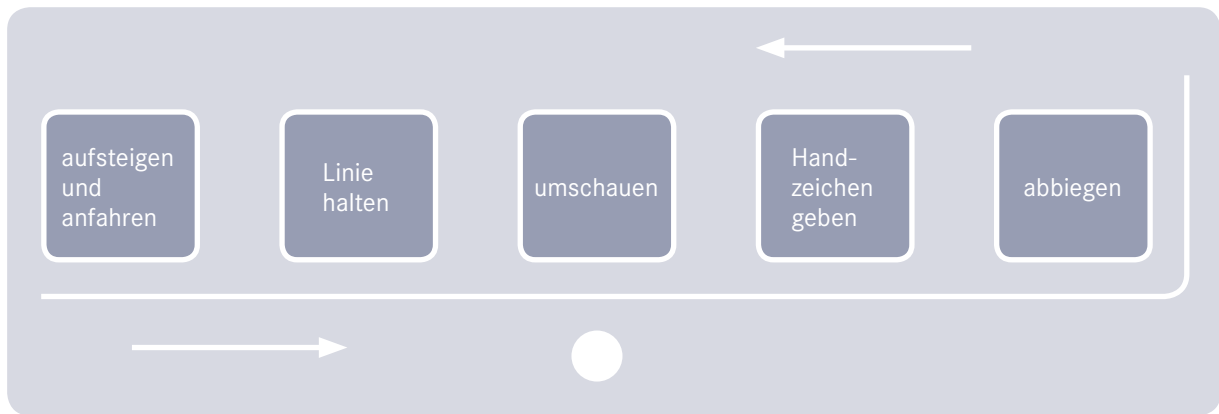 aufsteigen
und
anfahren
Linie
halten
umschauen
Hand-
zeichen
geben
abbiegen